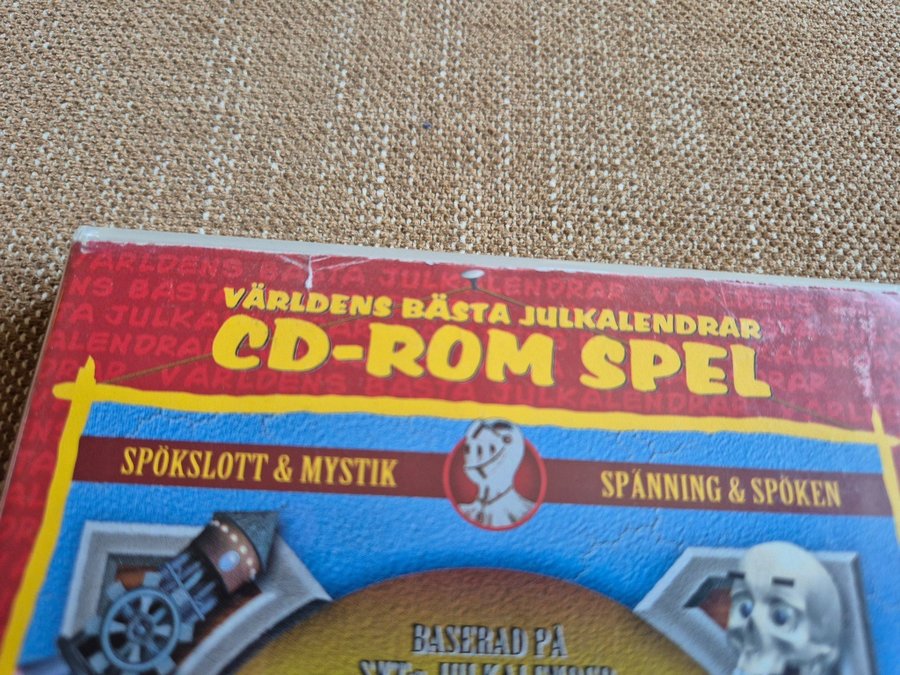 VÄRLDENS BÄSTA JULKALENDRAR
CD-ROM SPEL
SPÖKSLOTT & MYSTIK
SPÄNNING & SPÖKEN
BASERAD PÅ